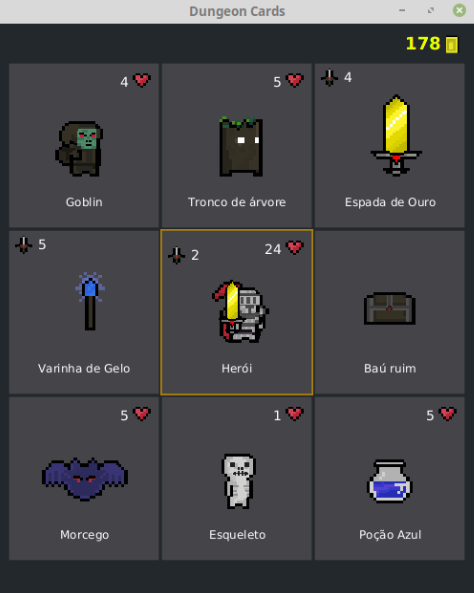 Dungeon Cards
178
4
5
4
Goblin
Tronco de árvore
Espada de Ouro
5
2
24
Varinha de Gelo
Herói
Baú ruim
5
1
5
Morcego
Esqueleto
Poção Azul